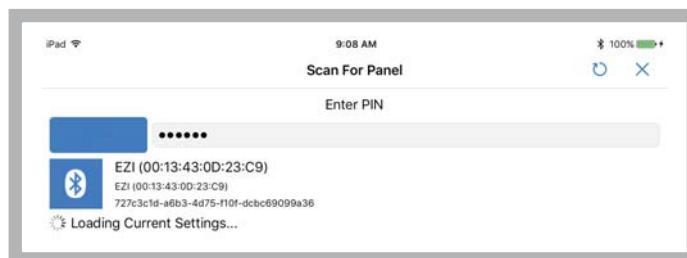 iPad 9:08 AM 100%
Scan For Panel
Enter PIN
••••••
EZI (00:13:43:0D:23:C9)
EZI (00:13:43:0D:23:C9)
727c3c1d-a6b3-4d75-f10f-dcbc69099a36
Loading Current Settings...